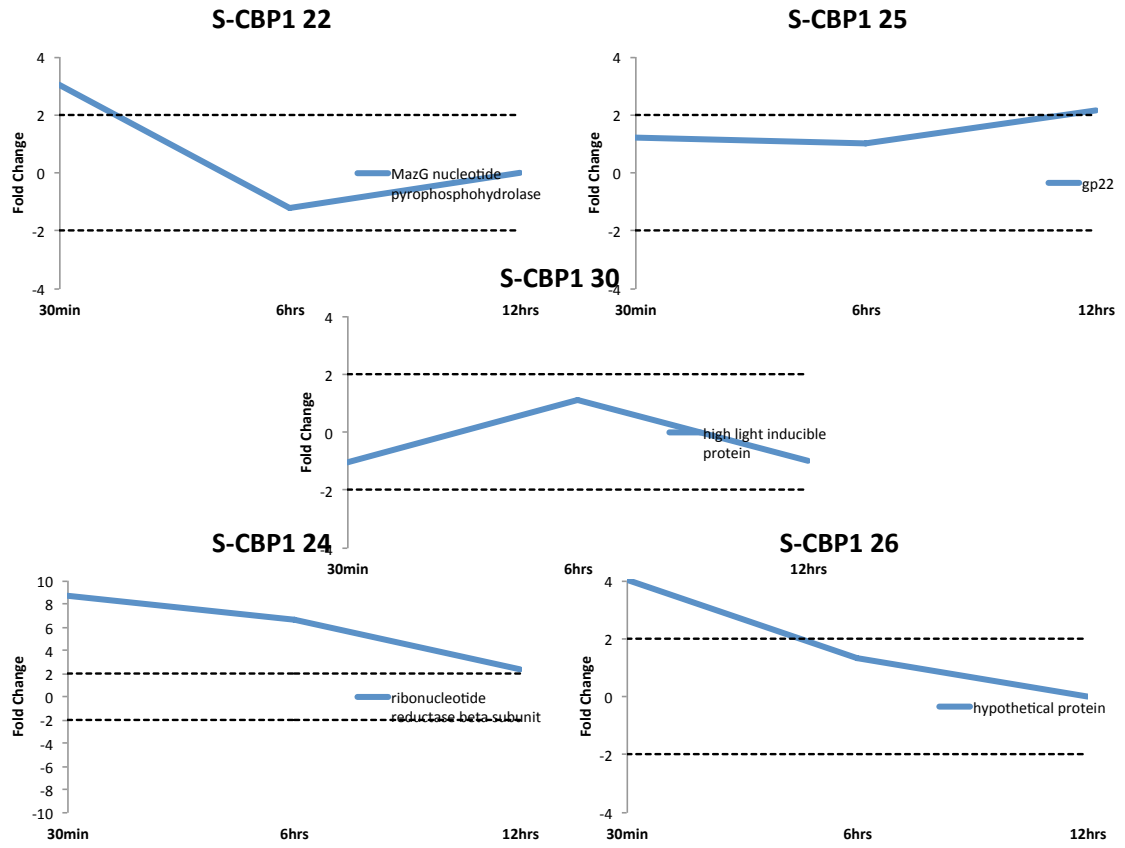 S-CBP1 22
4
2
0
-2
-4
Fold Change
MazG nucleotide
pyrophosphohydrolase
30min 6hrs 12hrs
S-CBP1 25
4
2
0
-2
-4
Fold Change
gp22
30min 6hrs 12hrs
S-CBP1 30
4
2
0
-2
-4
Fold Change
high light inducible
protein
30min 6hrs 12hrs
S-CBP1 24
10
8
6
4
2
0
-2
-4
-6
-8
-10
Fold Change
ribonucleotide
reductase beta subunit
30min 6hrs 12hrs
S-CBP1 26
4
2
0
-2
-4
Fold Change
hypothetical protein
30min 6hrs 12hrs